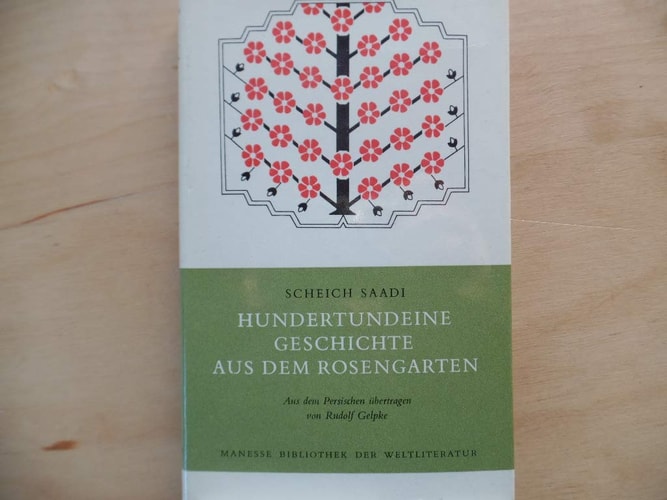 SCHEICH SAADI
HUNDERTUNDEINE
GESCHICHTE
AUS DEM ROSENGARTEN
Aus dem Persischen übertragen
von Rudolf Gelpke
MANESSE BIBLIOTHEK DER WELTLITERATUR